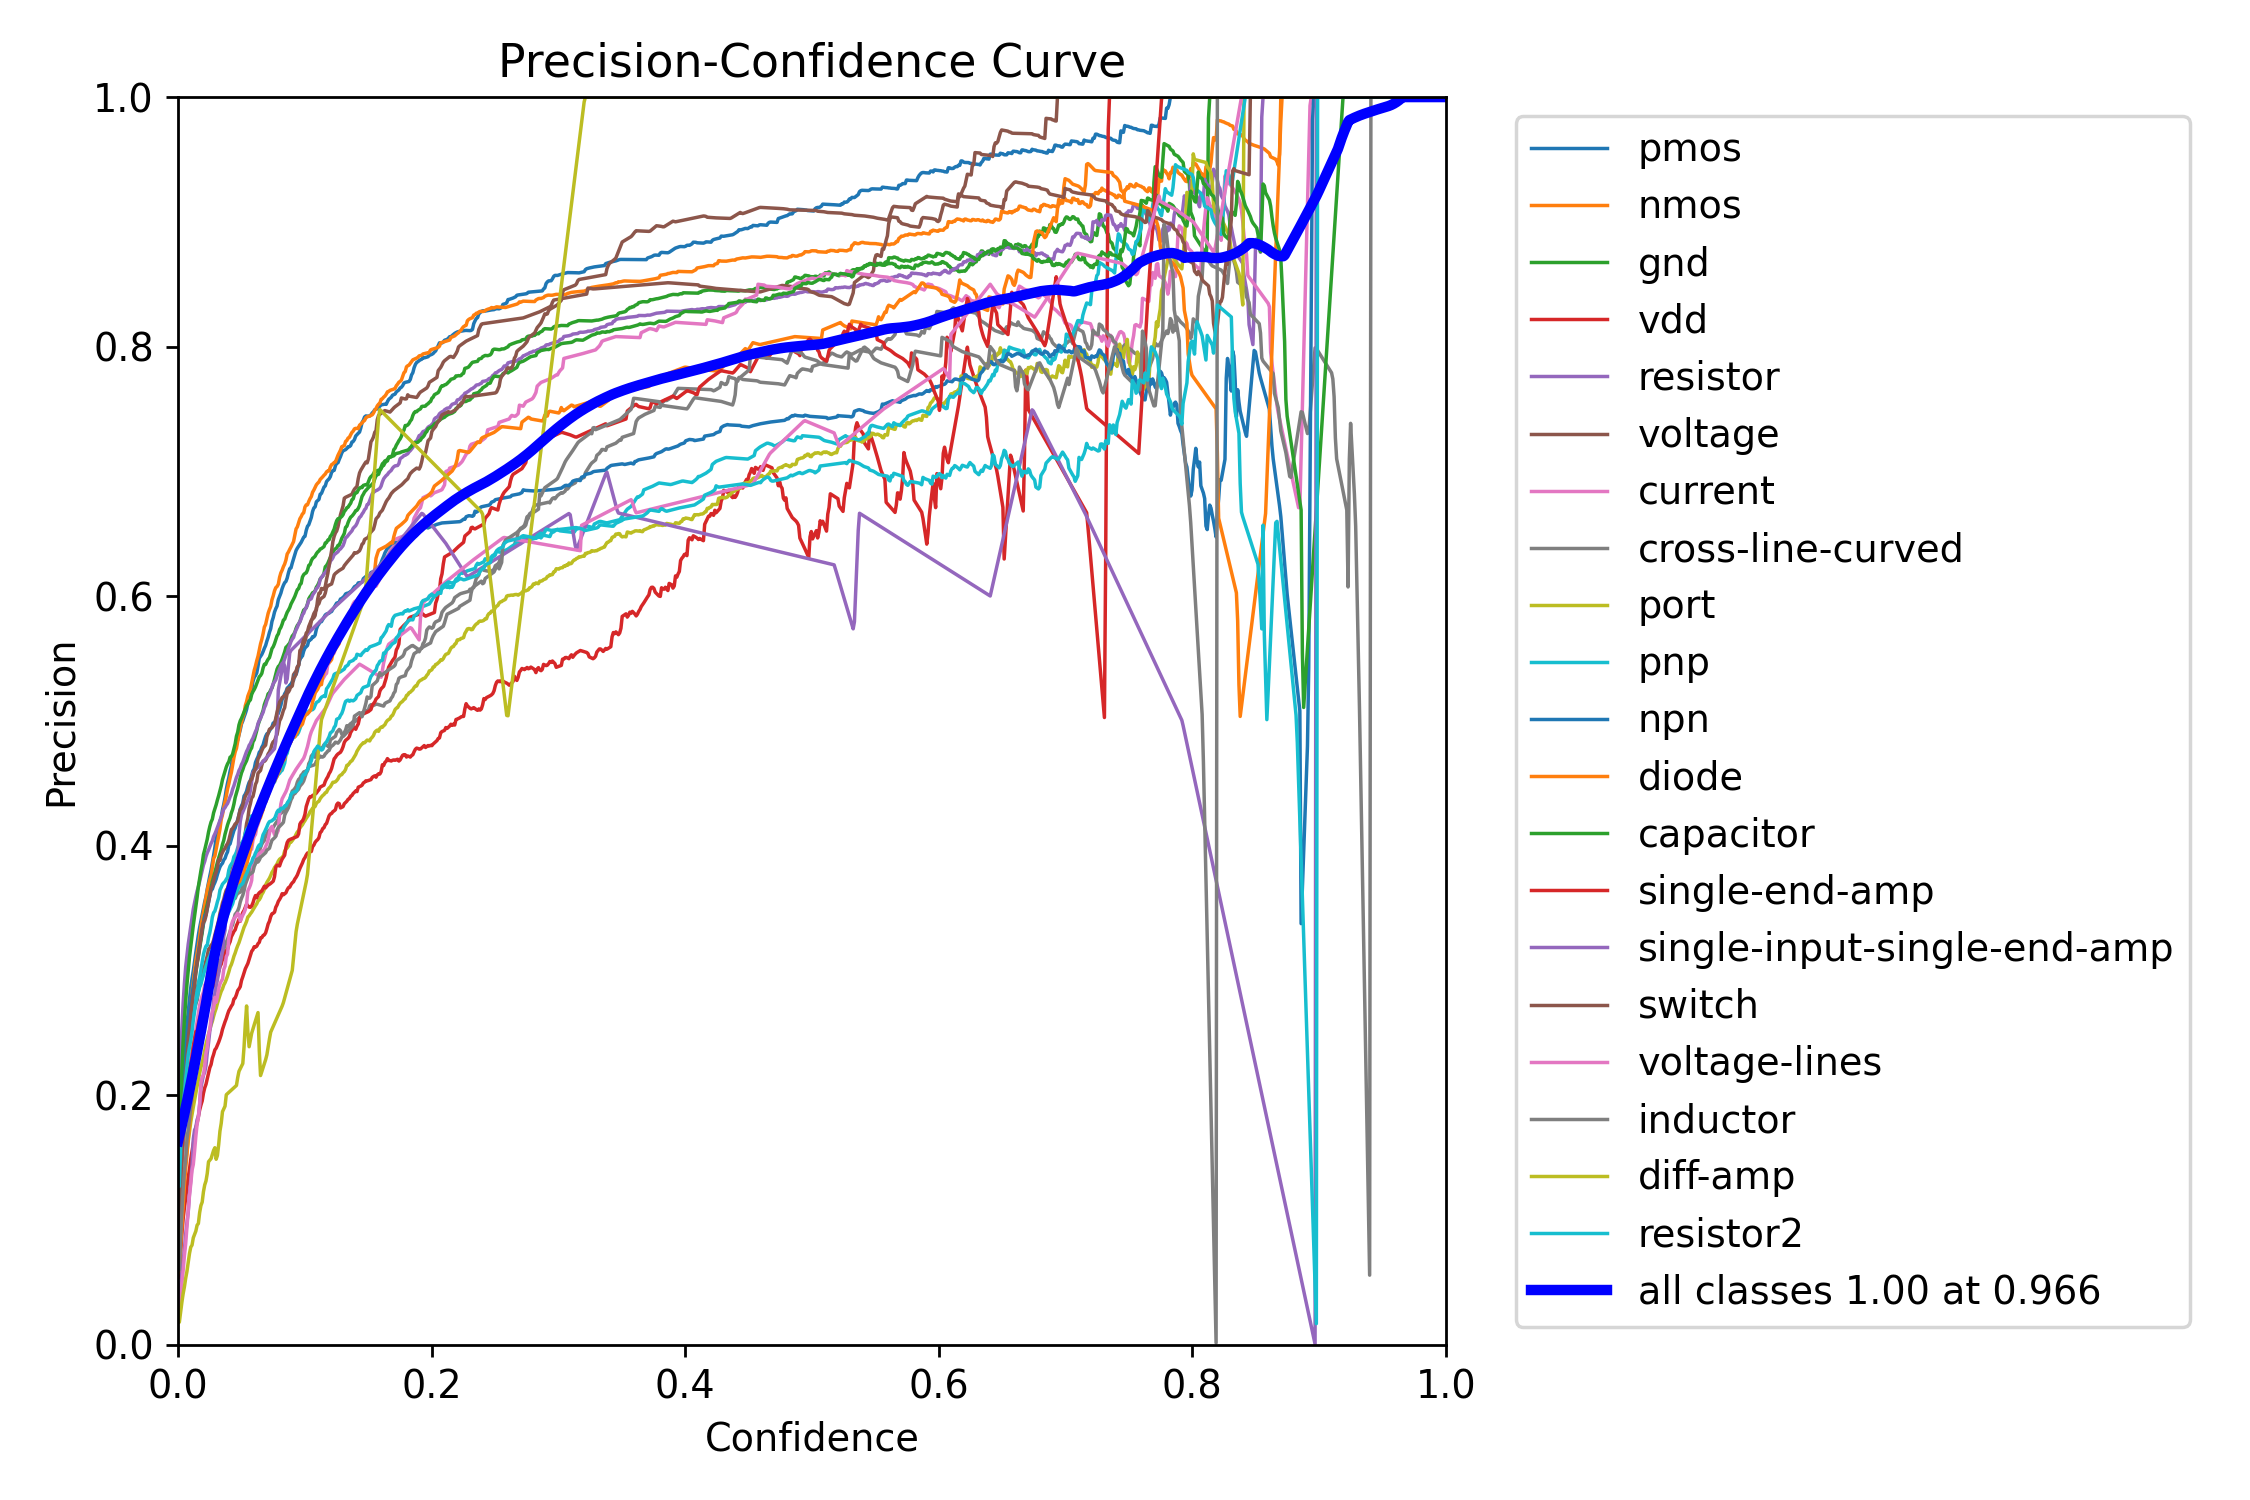 Precision-Confidence Curve
1.0
0.8
0.6
0.4
0.2
0.0
Precision
0.0 0.2 0.4 0.6 0.8 1.0
Confidence
pmos
nmos
gnd
vdd
resistor
voltage
current
cross-line-curved
port
pnp
npn
diode
capacitor
single-end-amp
single-input-single-end-amp
switch
voltage-lines
inductor
diff-amp
resistor2
all classes 1.00 at 0.966